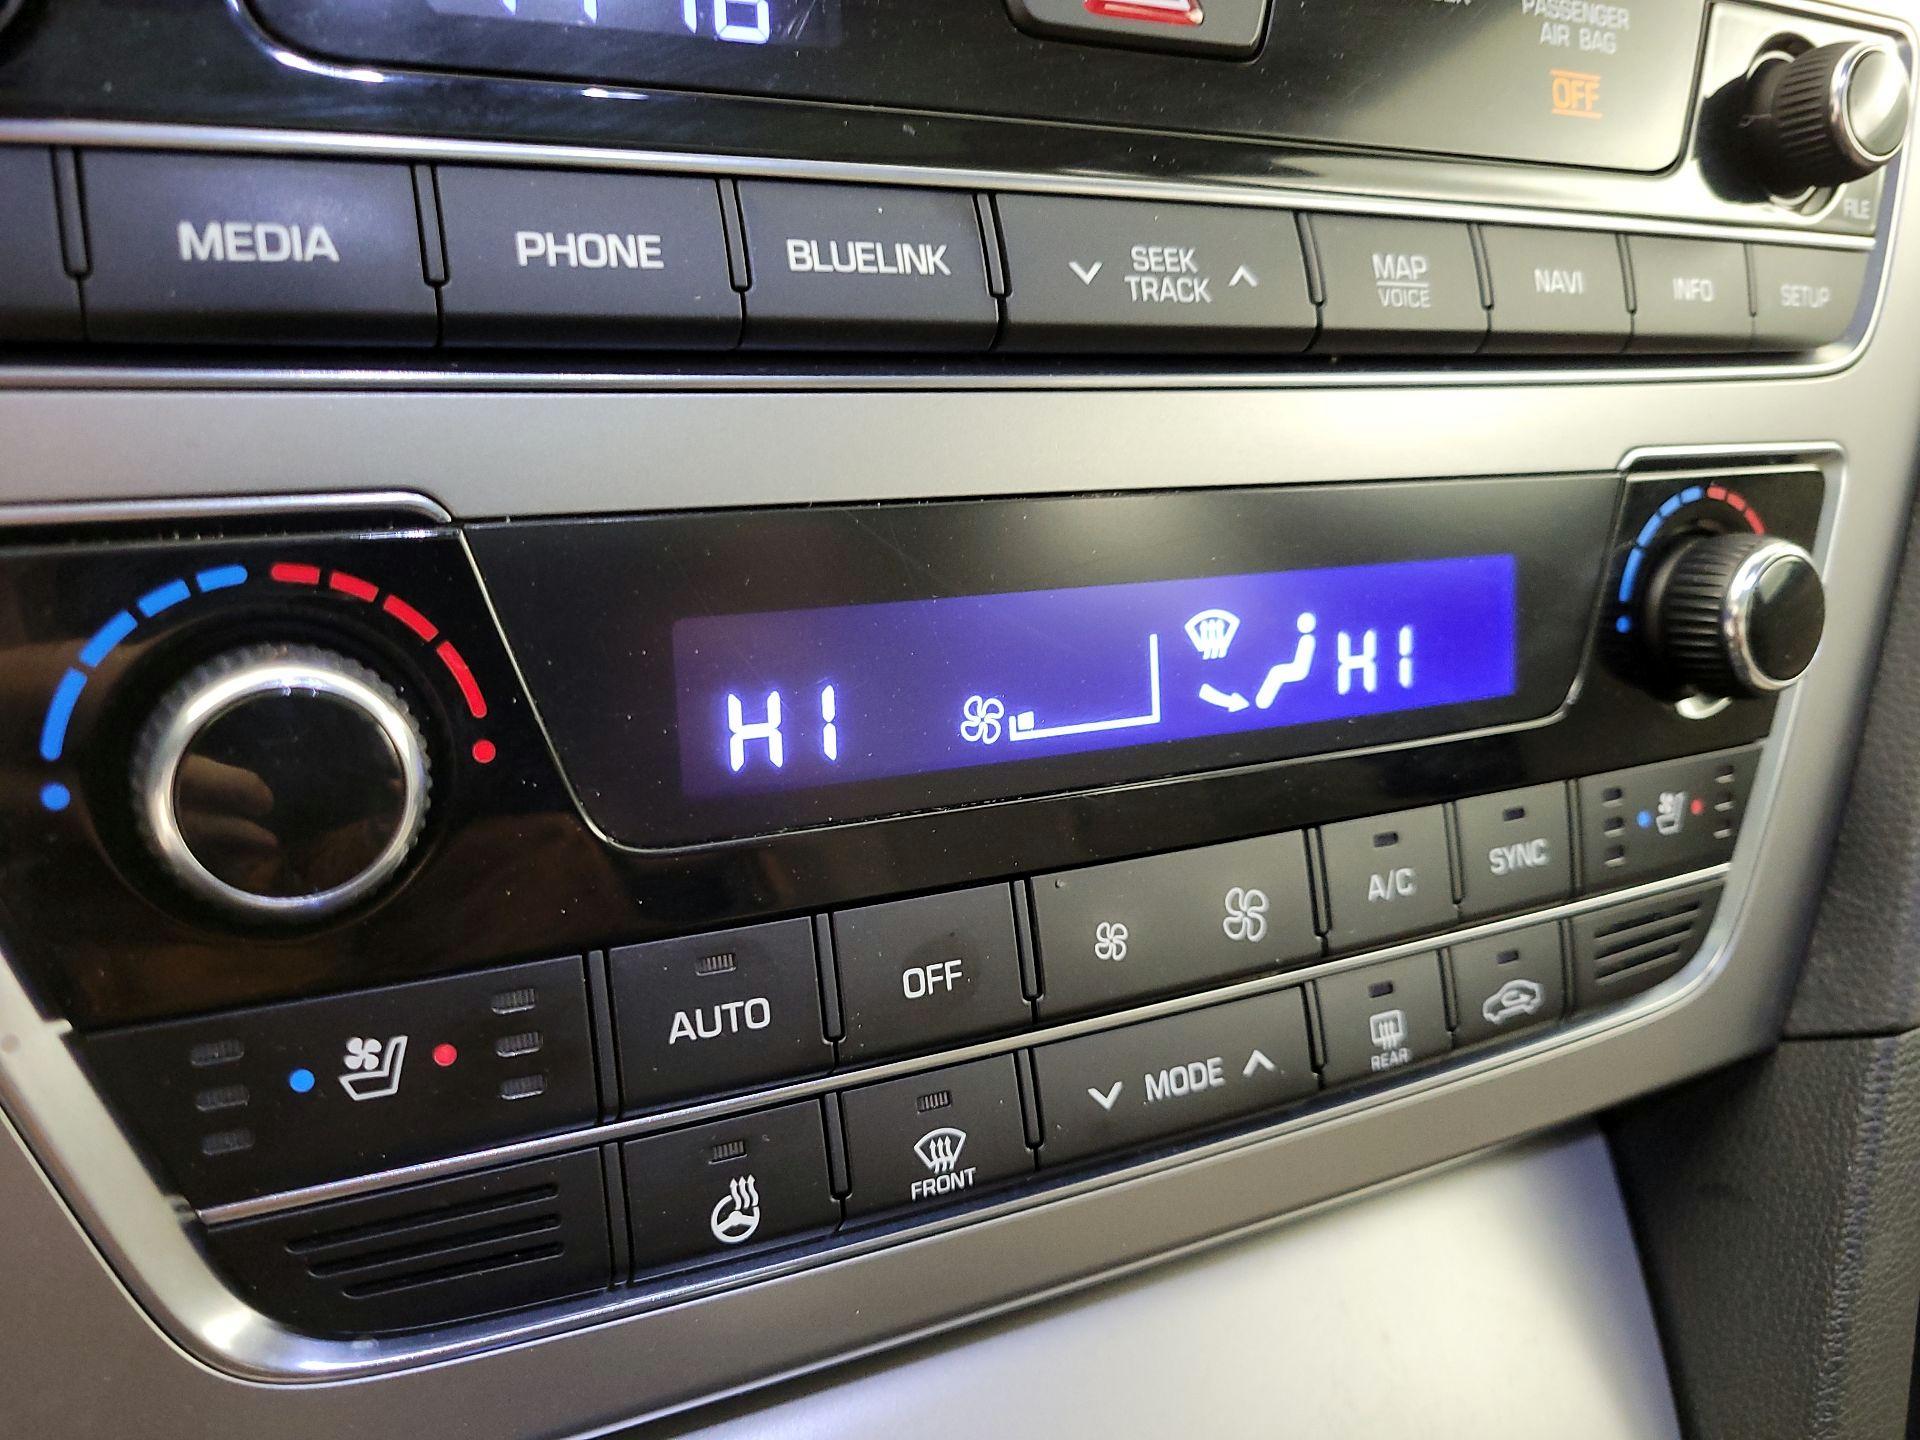 PASSENGER
AIR BAG
OFF
FILE
MEDIA
PHONE
BLUELINK
SEEK
TRACK
MAP
VOICE
NAVI
INFO
SETUP
HI
HI
AUTO
OFF
A/C
SYNC
FRONT
MODE
REAR